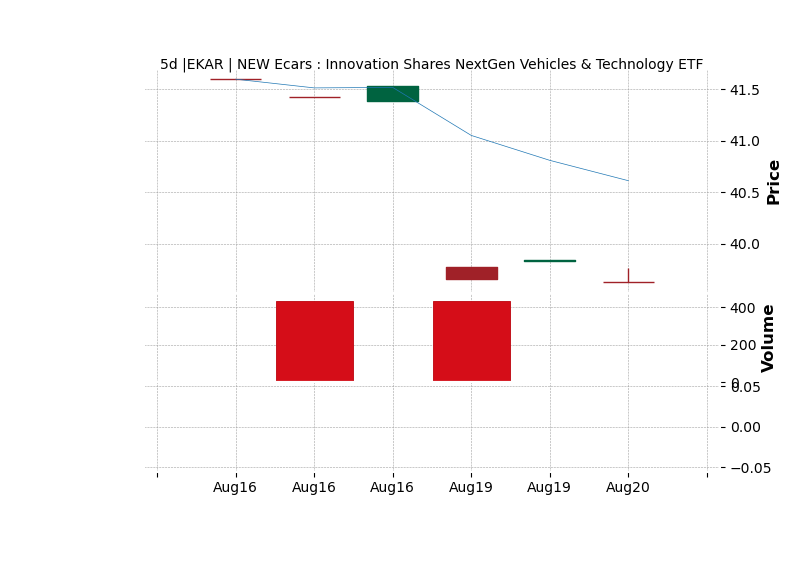 5d |EKAR | NEW Ecars : Innovation Shares NextGen Vehicles & Technology ETF
41.5
41.0
40.5
40.0
Price
400
200
0
Volume
0.05
0.00
−0.05
Aug16 Aug16 Aug16 Aug19 Aug19 Aug20